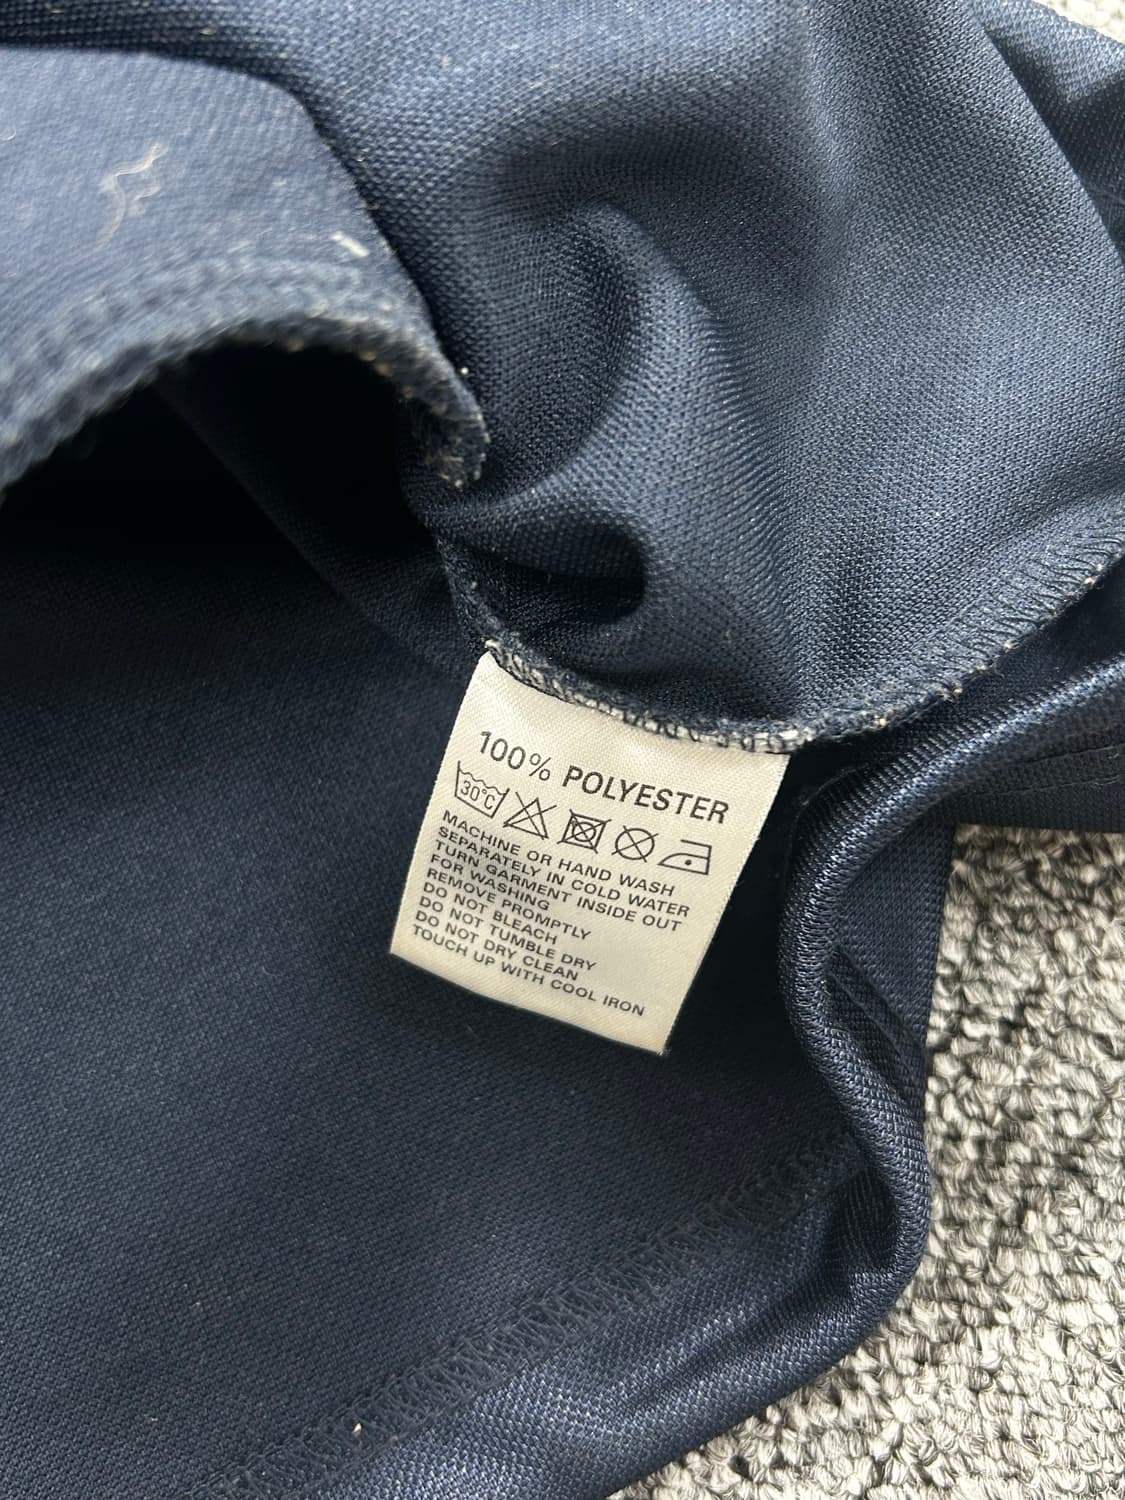 100% POLYESTER
30°C
MACHINE OR HAND WASH
SEPARATELY IN COLD WATER
TURN GARMENT INSIDE OUT
FOR WASHING
REMOVE PROMPTLY
DO NOT BLEACH
DO NOT TUMBLE DRY
DO NOT DRY CLEAN
TOUCH UP WITH COOL IRON